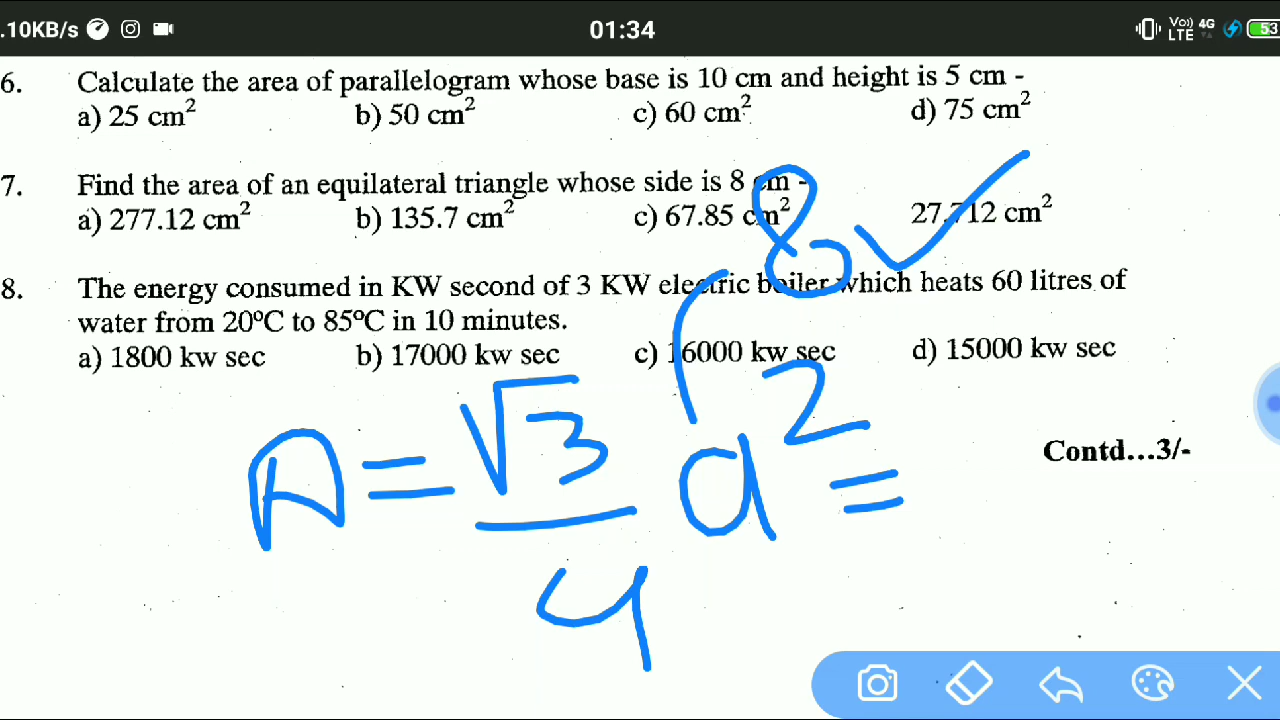 .10KB/s 01:34 Vo)) LTE 4G 53
6. Calculate the area of parallelogram whose base is 10 cm and height is 5 cm -
a) 25 cm² b) 50 cm² c) 60 cm² d) 75 cm²
7. Find the area of an equilateral triangle whose side is 8 cm -
a) 277.12 cm² b) 135.7 cm² c) 67.85 cm² 27.712 cm²
8
8. The energy consumed in KW second of 3 KW electric boiler which heats 60 litres of
water from 20ºC to 85ºC in 10 minutes.
a) 1800 kw sec b) 17000 kw sec c) 16000 kw sec d) 15000 kw sec
A = √3/4 a² =
Contd...3/-